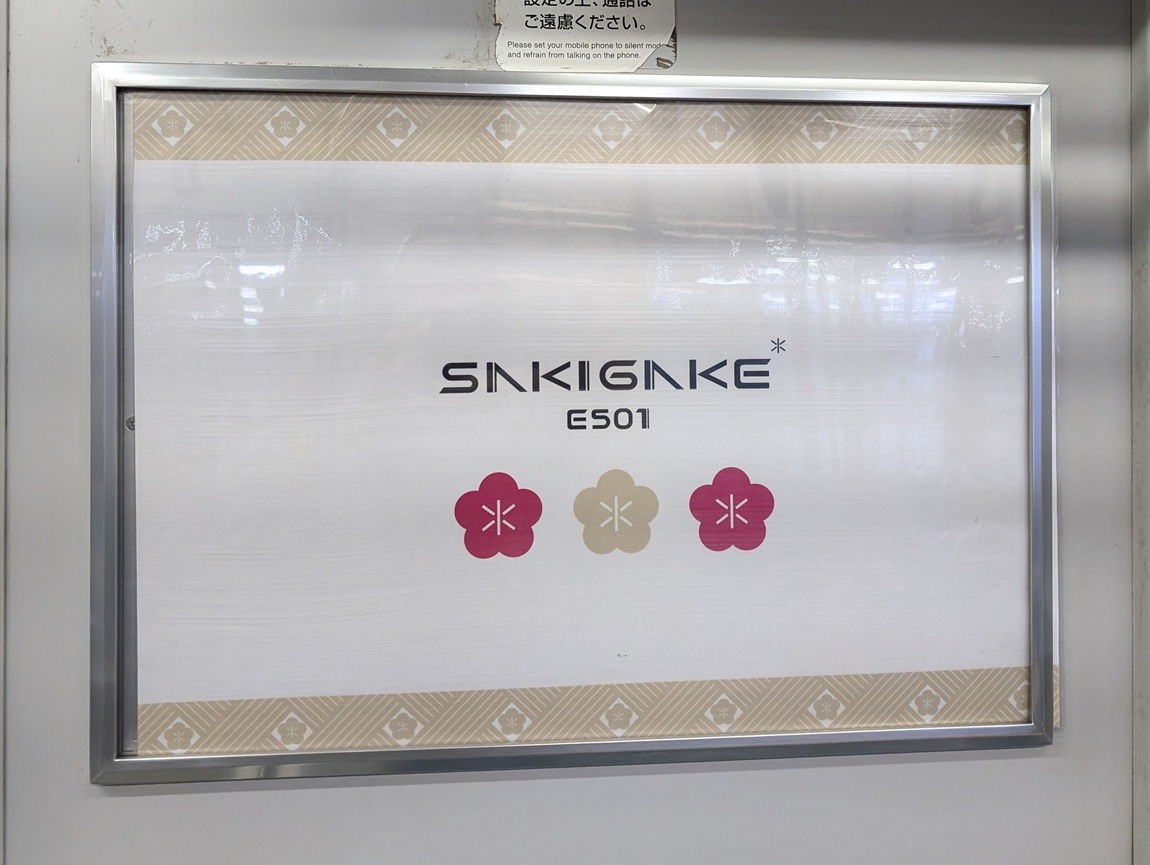 設定の上、通話は
ご遠慮ください。
Please set your mobile phone to silent mode
and refrain from talking on the phone.
SAKIGAKE*
ES01